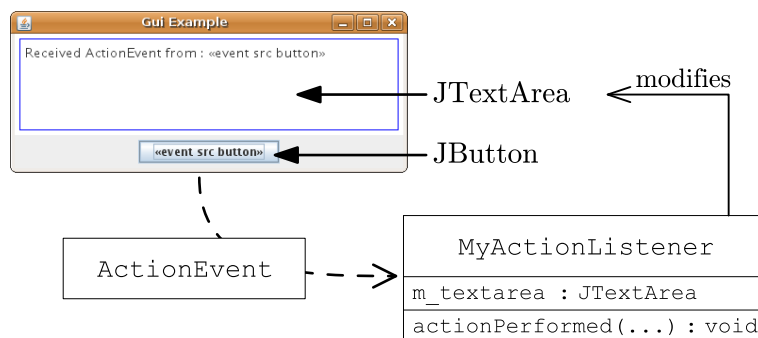 Gui Example
Received ActionEvent from : «event src button»
JTextArea
modifies
«event src button»
JButton
ActionEvent
MyActionListener
m_textarea : JTextArea
actionPerformed(...) : void